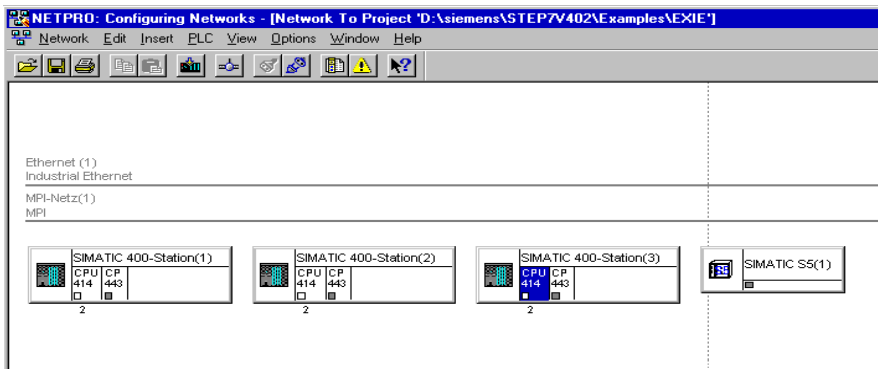 NETPRO: Configuring Networks - [Network To Project 'D:\siemens\STEP7V402\Examples\EXIE']
Network Edit Insert PLC View Options Window Help
Ethernet (1)
Industrial Ethernet
MPI-Netz(1)
MPI
SIMATIC 400-Station(1) SIMATIC 400-Station(2) SIMATIC 400-Station(3) SIMATIC S5(1)
CPU CP CPU CP CPU CP
414 443 414 443 414 443
2 2 2